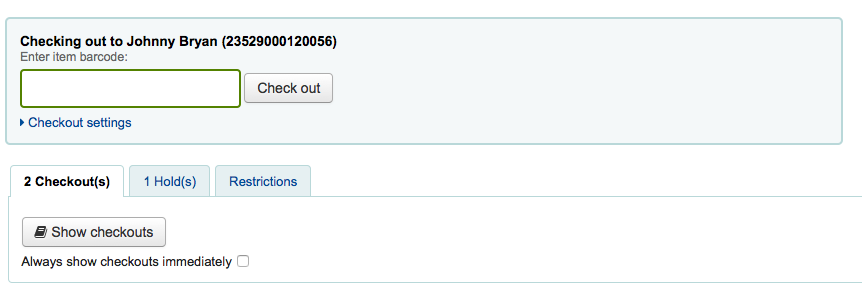 Checking out to Johnny Bryan (23529000120056)
Enter item barcode:
Check out
Checkout settings
2 Checkout(s) 1 Hold(s) Restrictions
Show checkouts
Always show checkouts immediately